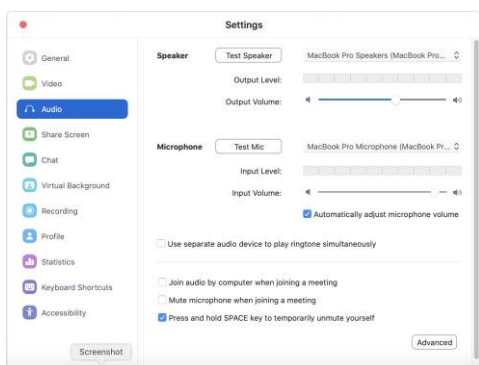 Settings
General
Video
Audio
Share Screen
Chat
Virtual Background
Recording
Profile
Statistics
Keyboard Shortcuts
Accessibility
Screenshot
Speaker
Test Speaker
MacBook Pro Speakers (MacBook Pro...
Output Level:
Output Volume:
Microphone
Test Mic
MacBook Pro Microphone (MacBook Pr...
Input Level:
Input Volume:
Automatically adjust microphone volume
Use separate audio device to play ringtone simultaneously
Join audio by computer when joining a meeting
Mute microphone when joining a meeting
Press and hold SPACE key to temporarily unmute yourself
Advanced